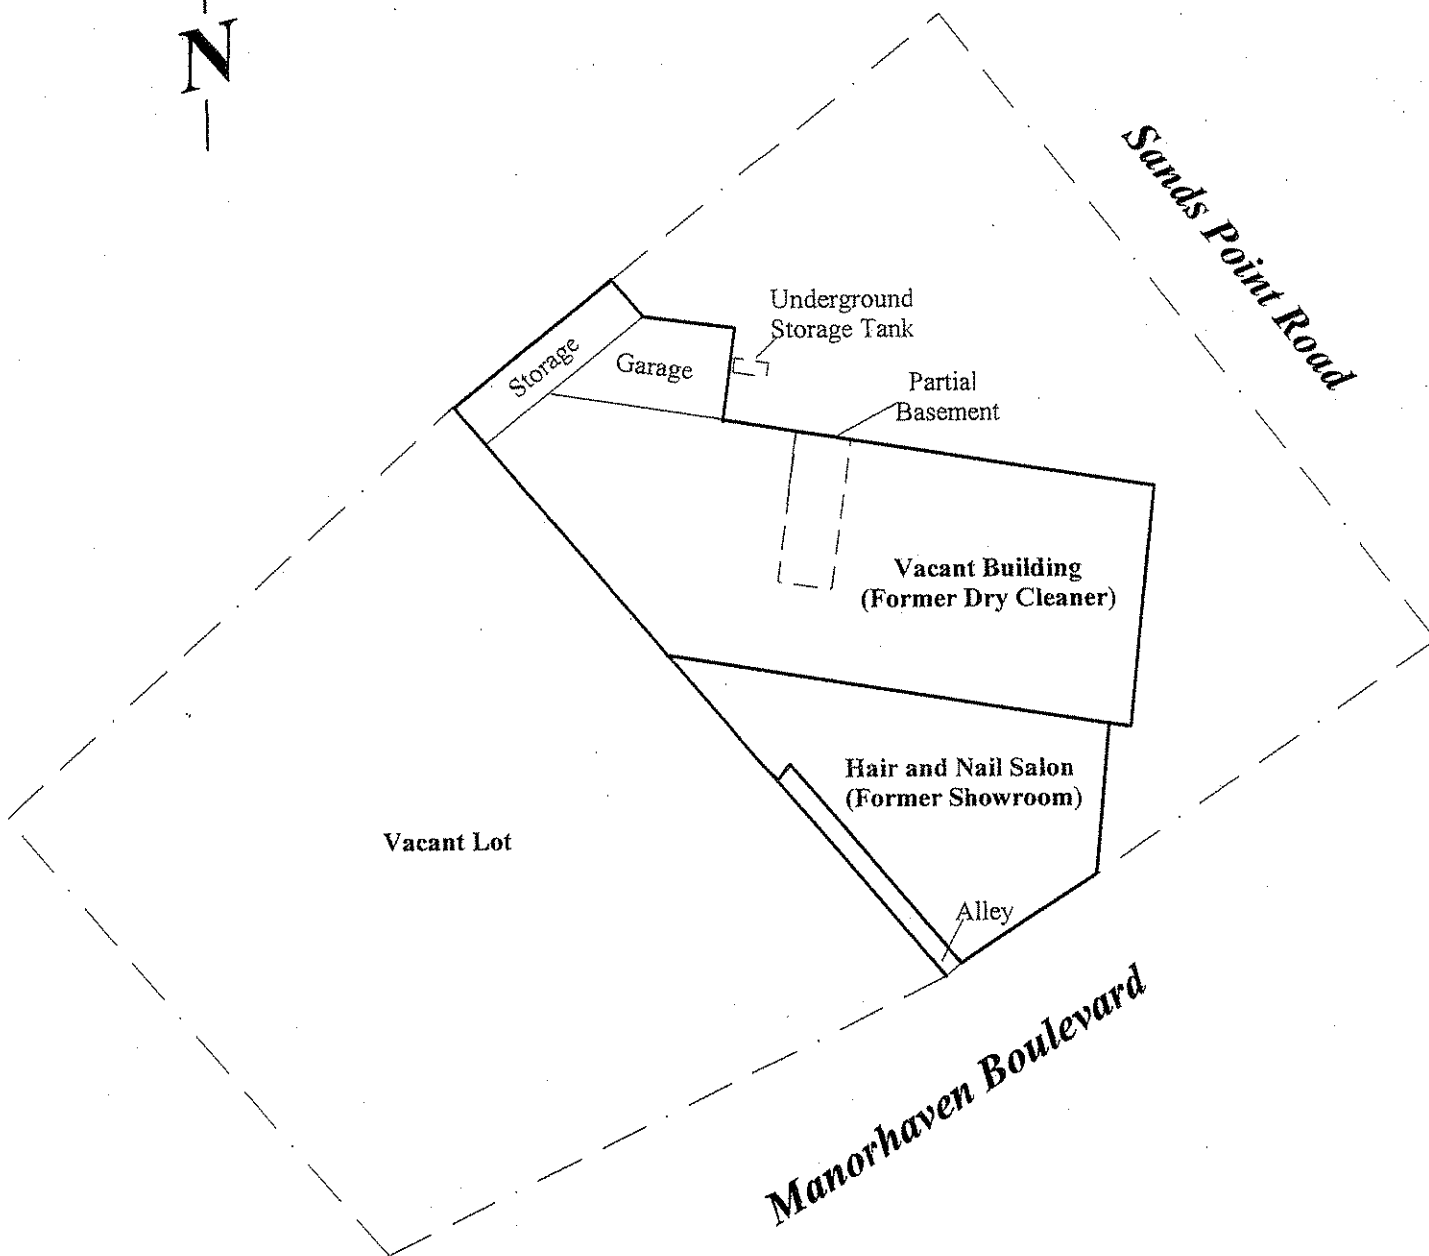 N
Sands Point Road
Underground
Storage Tank
Storage
Garage
Partial
Basement
Vacant Building
(Former Dry Cleaner)
Hair and Nail Salon
(Former Showroom)
Vacant Lot
Alley
Manorhaven Boulevard